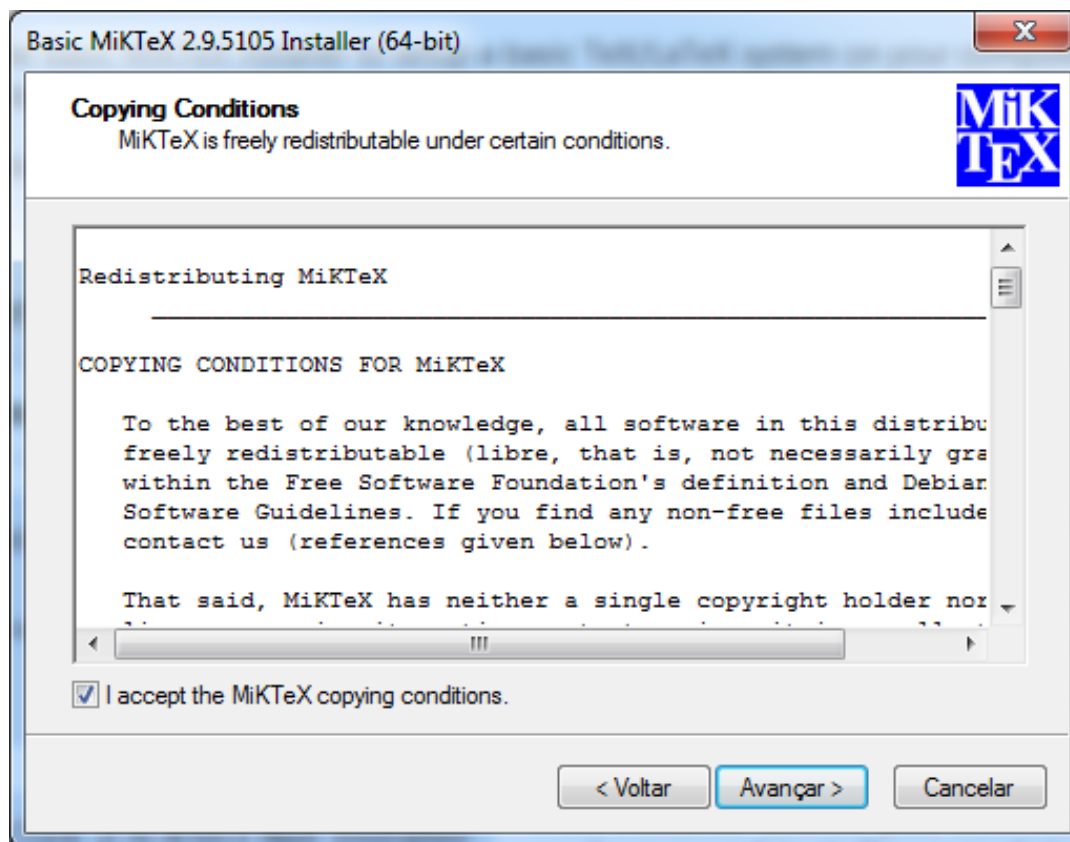 Basic MiKTeX 2.9.5105 Installer (64-bit)
Copying Conditions
MiKTeX is freely redistributable under certain conditions.
MiK
TEX
Redistributing MiKTeX
COPYING CONDITIONS FOR MiKTeX
To the best of our knowledge, all software in this distribu
freely redistributable (libre, that is, not necessarily gra
within the Free Software Foundation's definition and Debian
Software Guidelines. If you find any non-free files include
contact us (references given below).
That said, MiKTeX has neither a single copyright holder nor
I accept the MiKTeX copying conditions.
< Voltar
Avançar >
Cancelar